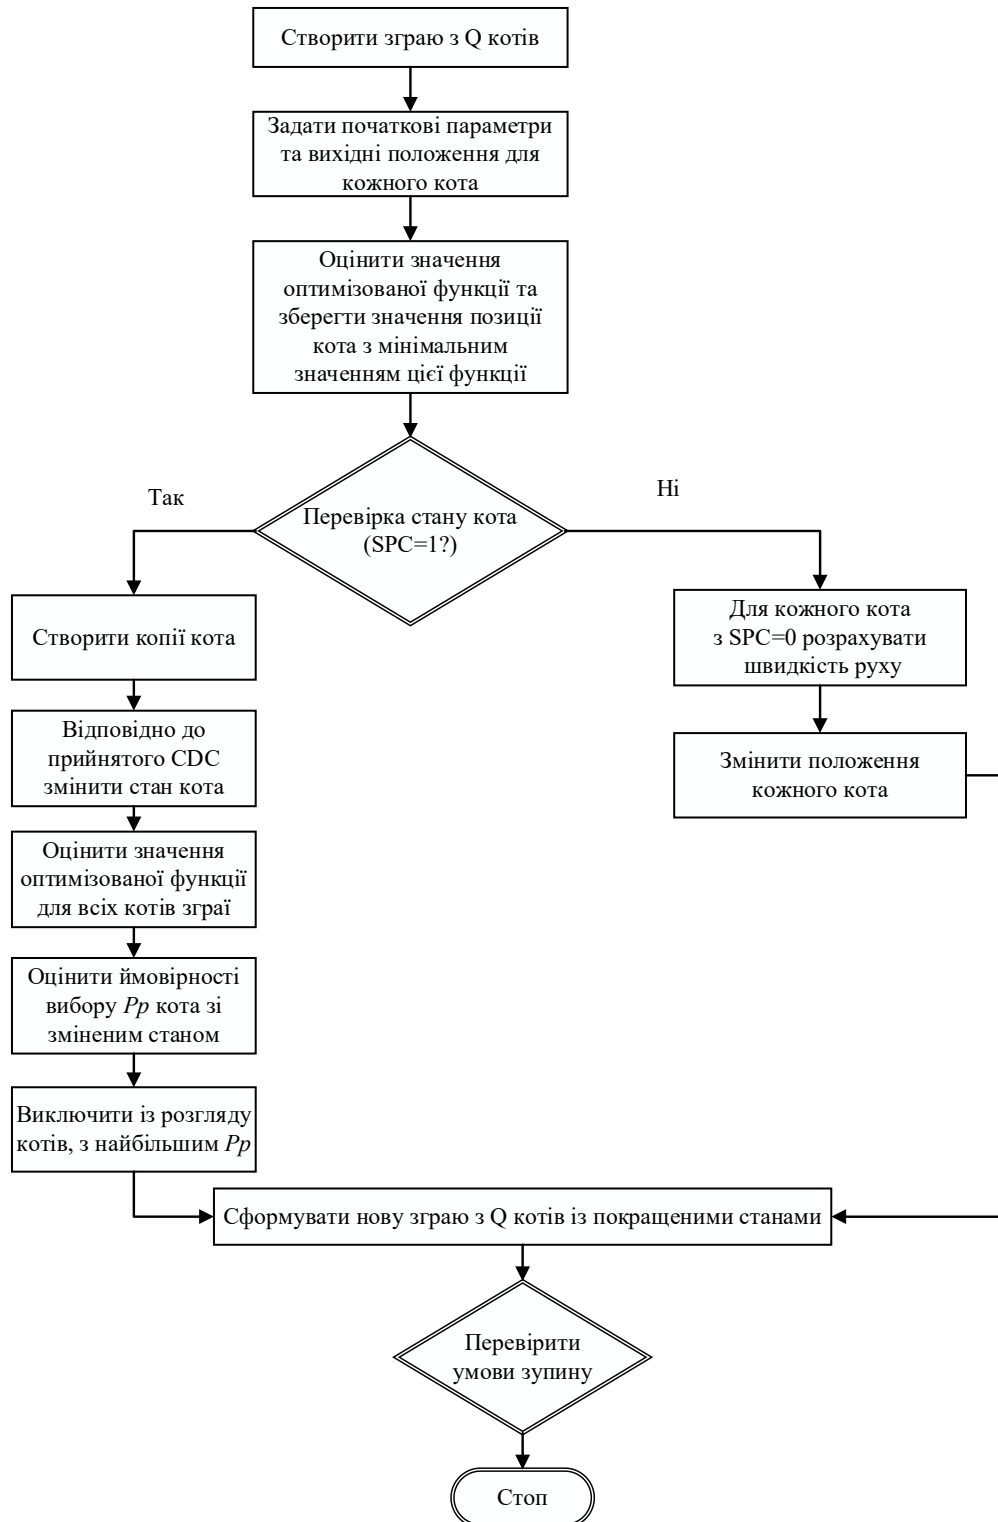 Створити зграю з Q котів
Задати початкові параметри
та вихідні положення для
кожного кота
Оцінити значення
оптимізованої функції та
зберегти значення позиції
кота з мінімальним
значенням цієї функції
Так
Ні
Перевірка стану кота
(SPC=1?)
Створити копії кота
Відповідно до
прийнятого CDC
змінити стан кота
Оцінити значення
оптимізованої функції
для всіх котів зграї
Оцінити ймовірності
вибору Pp кота зі
зміненим станом
Виключити із розгляду
котів, з найбільшим Pp
Для кожного кота
з SPC=0 розрахувати
швидкість руху
Змінити положення
кожного кота
Сформувати нову зграю з Q котів із покращеними станами
Перевірити
умови зупину
Стоп